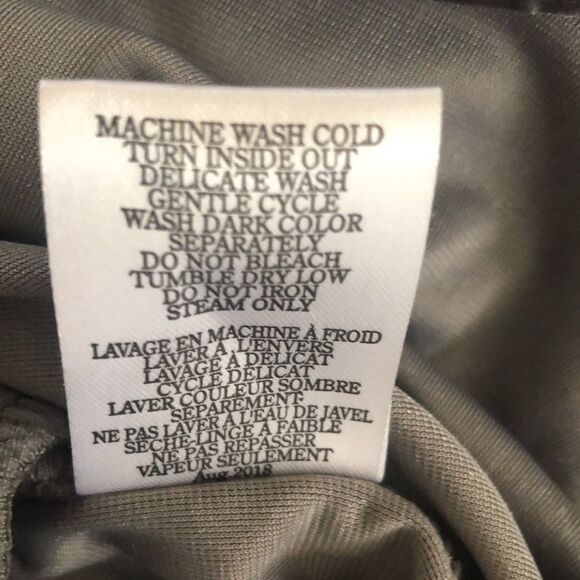 MACHINE WASH COLD
TURN INSIDE OUT
DELICATE WASH
GENTLE CYCLE
WASH DARK COLOR
SEPARATELY
DO NOT BLEACH
TUMBLE DRY LOW
DO NOT IRON
STEAM ONLY
LAVAGE EN MACHINE À FROID
LAVER À L'ENVERS
LAVAGE À DELICAT
CYCLE DELICAT
LAVER COULEUR SOMBRE
SÉPARÉMENT
NE PAS LAVER À L'EAU DE JAVEL
SÈCHE-LINGE À FAIBLE
NE PAS REPASSER
VAPEUR SEULEMENT
Aug-2018